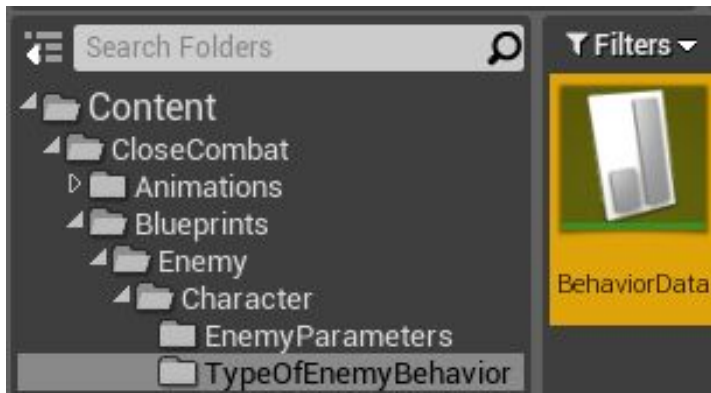 Search Folders
Filters
Content
CloseCombat
Animations
Blueprints
Enemy
Character
EnemyParameters
TypeOfEnemyBehavior
BehaviorData